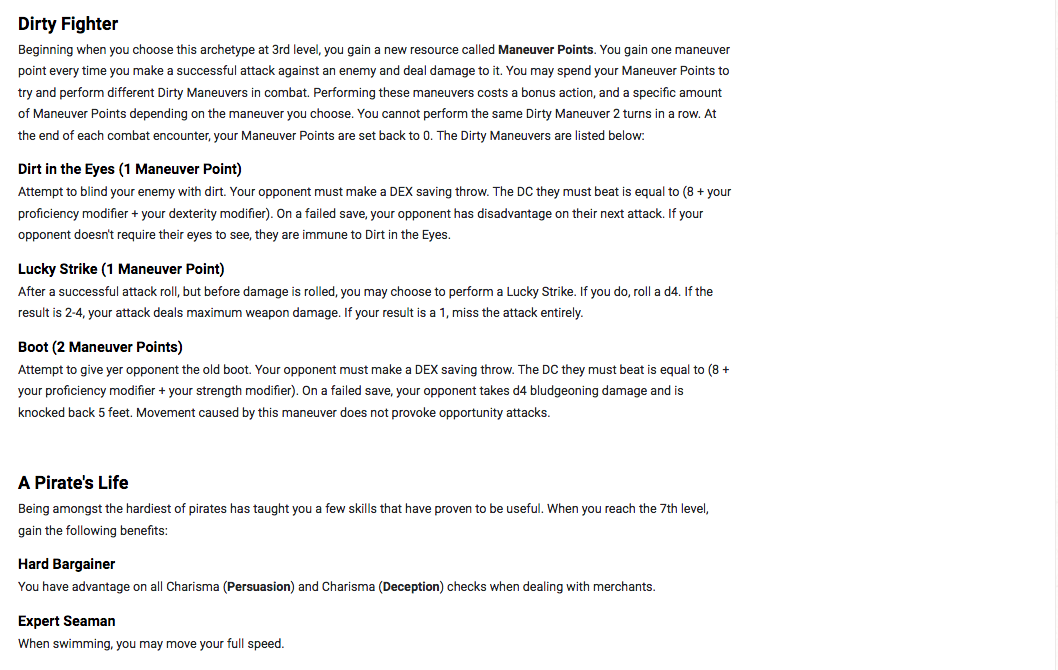 Dirty Fighter
Beginning when you choose this archetype at 3rd level, you gain a new resource called Maneuver Points. You gain one maneuver
point every time you make a successful attack against an enemy and deal damage to it. You may spend your Maneuver Points to
try and perform different Dirty Maneuvers in combat. Performing these maneuvers costs a bonus action, and a specific amount
of Maneuver Points depending on the maneuver you choose. You cannot perform the same Dirty Maneuver 2 turns in a row. At
the end of each combat encounter, your Maneuver Points are set back to 0. The Dirty Maneuvers are listed below:
Dirt in the Eyes (1 Maneuver Point)
Attempt to blind your enemy with dirt. Your opponent must make a DEX saving throw. The DC they must beat is equal to (8 + your
proficiency modifier + your dexterity modifier). On a failed save, your opponent has disadvantage on their next attack. If your
opponent doesn't require their eyes to see, they are immune to Dirt in the Eyes.
Lucky Strike (1 Maneuver Point)
After a successful attack roll, but before damage is rolled, you may choose to perform a Lucky Strike. If you do, roll a d4. If the
result is 2-4, your attack deals maximum weapon damage. If your result is a 1, miss the attack entirely.
Boot (2 Maneuver Points)
Attempt to give yer opponent the old boot. Your opponent must make a DEX saving throw. The DC they must beat is equal to (8 +
your proficiency modifier + your strength modifier). On a failed save, your opponent takes d4 bludgeoning damage and is
knocked back 5 feet. Movement caused by this maneuver does not provoke opportunity attacks.
A Pirate's Life
Being amongst the hardiest of pirates has taught you a few skills that have proven to be useful. When you reach the 7th level,
gain the following benefits:
Hard Bargainer
You have advantage on all Charisma (Persuasion) and Charisma (Deception) checks when dealing with merchants.
Expert Seaman
When swimming, you may move your full speed.